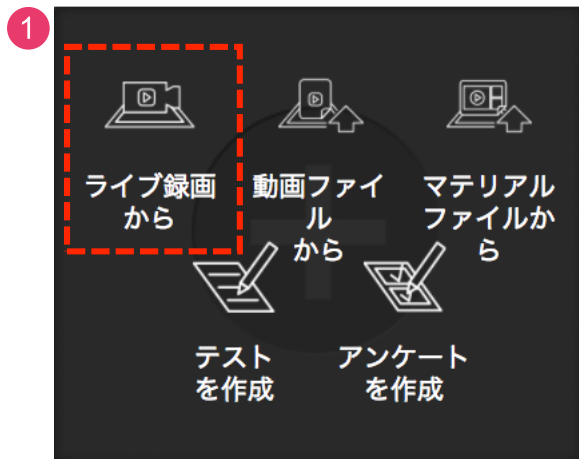 1
ライブ録画
から
動画ファイ
ル
から
マテリアル
ファイルか
ら
テスト
を作成
アンケート
を作成